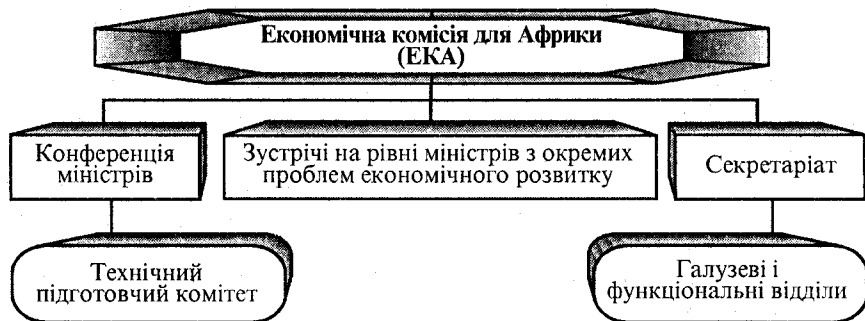 Економічна комісія для Африки
(ЕКА)
Конференція
міністрів
Зустрічі на рівні міністрів з окремих
проблем економічного розвитку
Секретаріат
Технічний
підготовчий комітет
Галузеві і
функціональні відділи